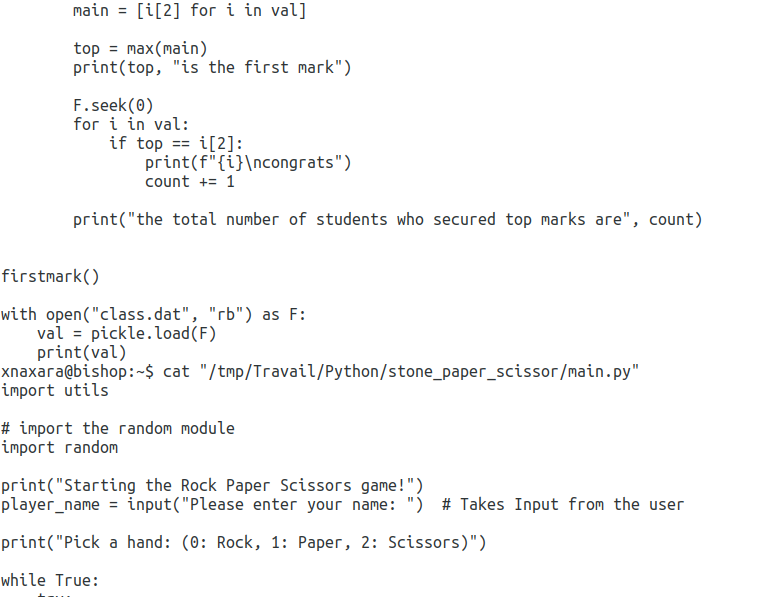 main = [i[2] for i in val]

        top = max(main)
        print(top, "is the first mark")

        F.seek(0)
        for i in val:
            if top == i[2]:
                print(f"{i}\ncongrats")
                count += 1

        print("the total number of students who secured top marks are", count)


firstmark()

with open("class.dat", "rb") as F:
    val = pickle.load(F)
    print(val)
xnaxara@bishop:~$ cat "/tmp/Travail/Python/stone_paper_scissor/main.py"
import utils

# import the random module
import random

print("Starting the Rock Paper Scissors game!")
player_name = input("Please enter your name: ")  # Takes Input from the user

print("Pick a hand: (0: Rock, 1: Paper, 2: Scissors)")

while True: